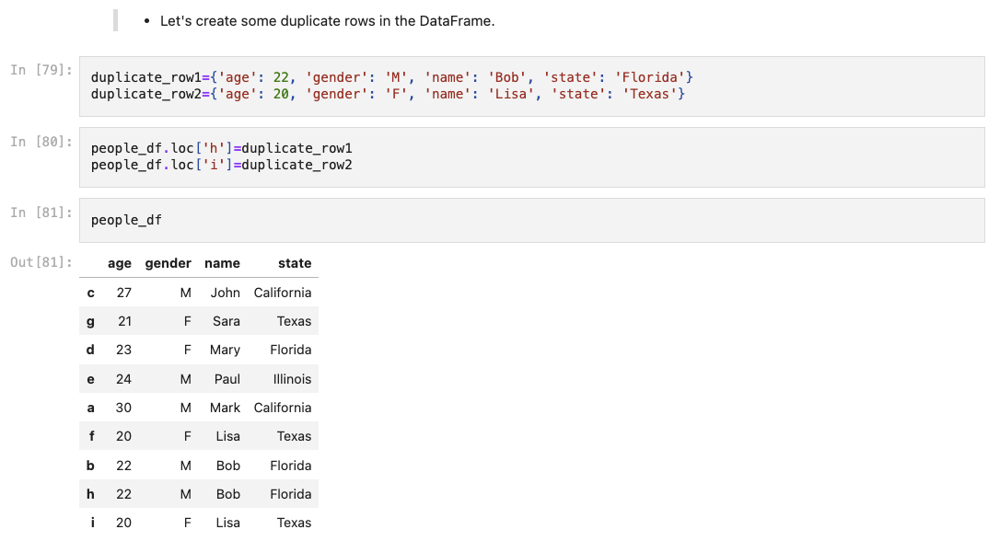 • Let's create some duplicate rows in the DataFrame.
In [79]:
duplicate_row1={'age': 22, 'gender': 'M', 'name': 'Bob', 'state': 'Florida'}
duplicate_row2={'age': 20, 'gender': 'F', 'name': 'Lisa', 'state': 'Texas'}
In [80]:
people_df.loc['h']=duplicate_row1
people_df.loc['i']=duplicate_row2
In [81]:
people_df
Out[81]:
age gender name state
c 27 M John California
g 21 F Sara Texas
d 23 F Mary Florida
e 24 M Paul Illinois
a 30 M Mark California
f 20 F Lisa Texas
b 22 M Bob Florida
h 22 M Bob Florida
i 20 F Lisa Texas